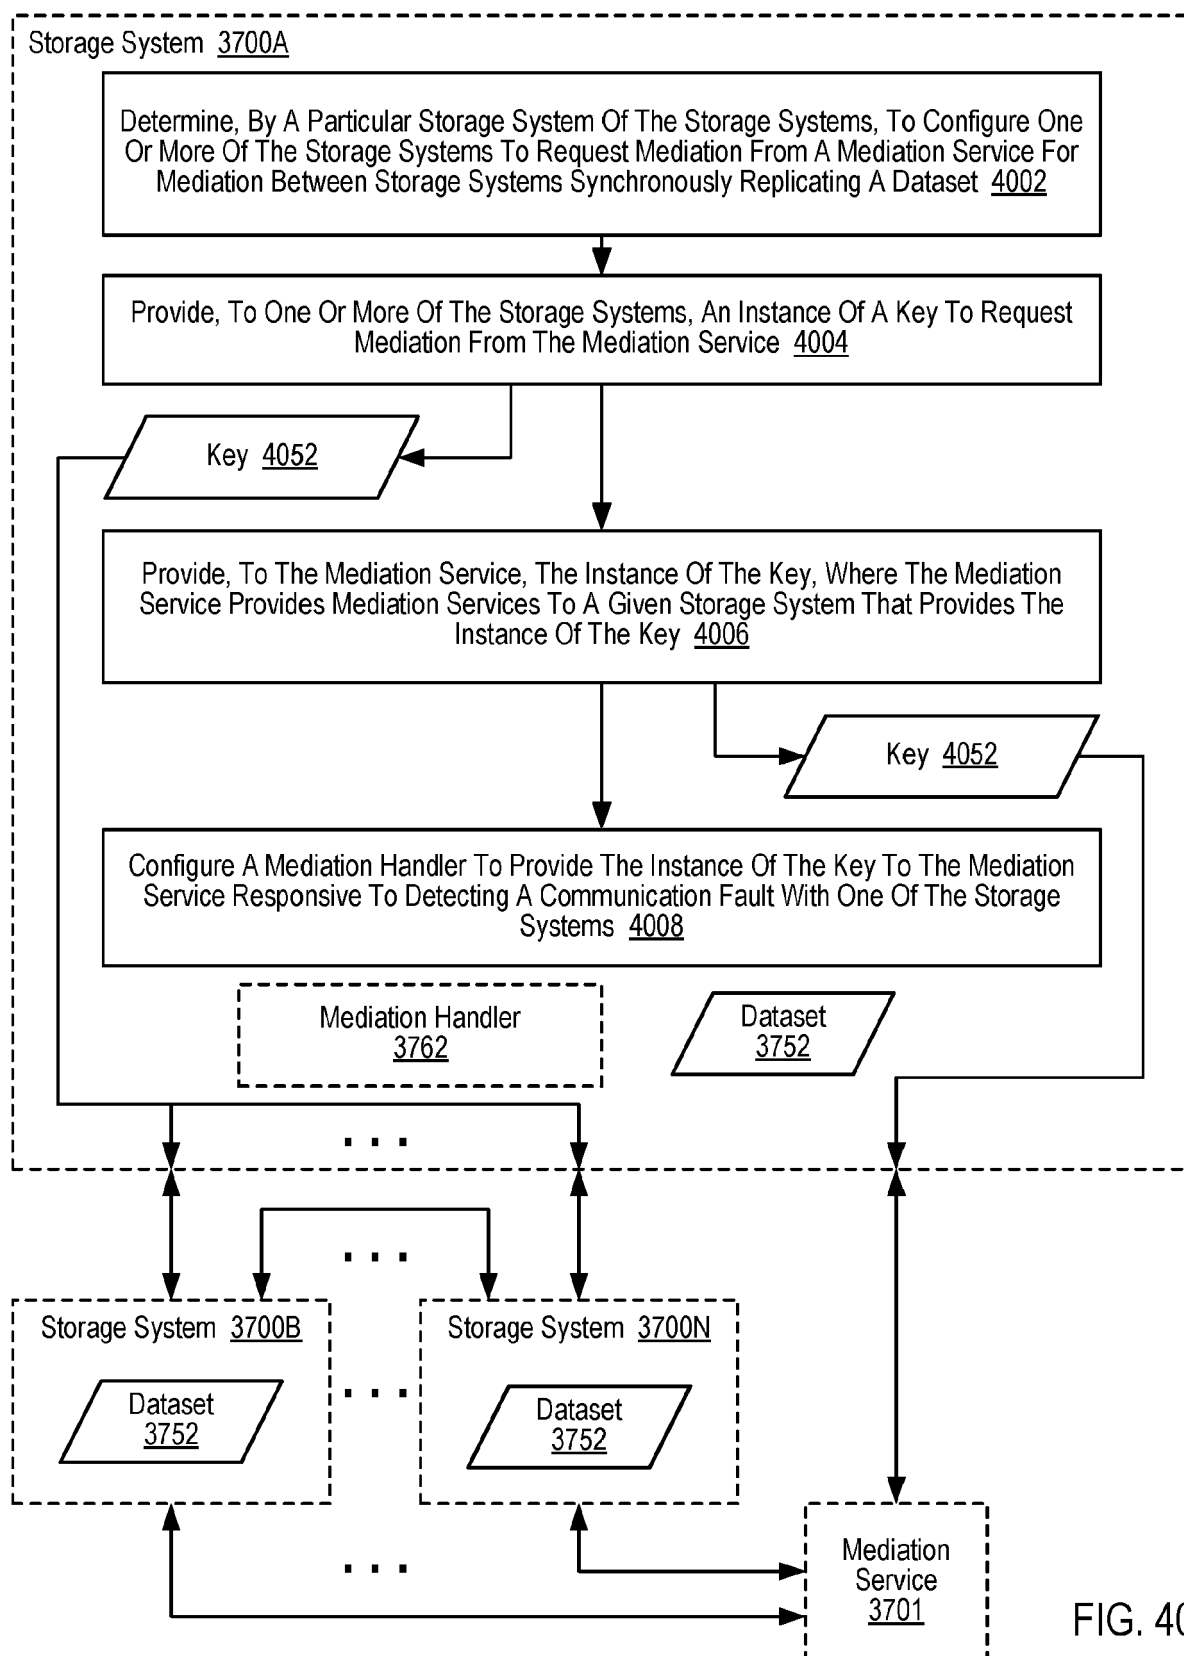 Storage System 3700A
Determine, By A Particular Storage System Of The Storage Systems, To Configure One
Or More Of The Storage Systems To Request Mediation From A Mediation Service For
Mediation Between Storage Systems Synchronously Replicating A Dataset 4002
Provide, To One Or More Of The Storage Systems, An Instance Of A Key To Request
Mediation From The Mediation Service 4004
Key 4052
Provide, To The Mediation Service, The Instance Of The Key, Where The Mediation
Service Provides Mediation Services To A Given Storage System That Provides The
Instance Of The Key 4006
Key 4052
Configure A Mediation Handler To Provide The Instance Of The Key To The Mediation
Service Responsive To Detecting A Communication Fault With One Of The Storage
Systems 4008
Mediation Handler
3762
Dataset
3752
. . .
. . .
Storage System 3700B
Dataset
3752
. . .
Storage System 3700N
Dataset
3752
. . .
Mediation
Service
3701
FIG. 40